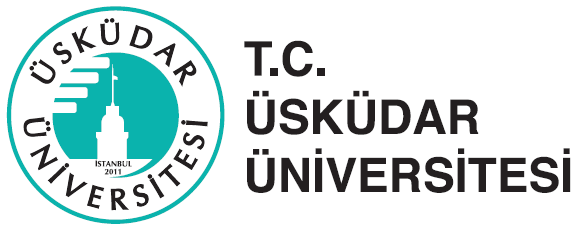 ÜSKÜDAR
ÜNİVERSİTESİ
İSTANBUL
2011
T.C.
ÜSKÜDAR
ÜNİVERSİTESİ